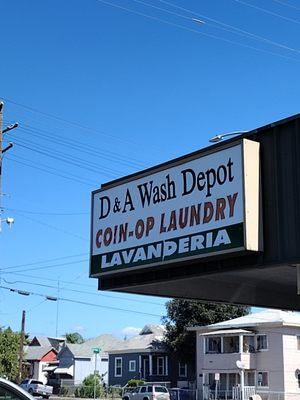 D & A Wash Depot
COIN-OP LAUNDRY
LAVANDERIA